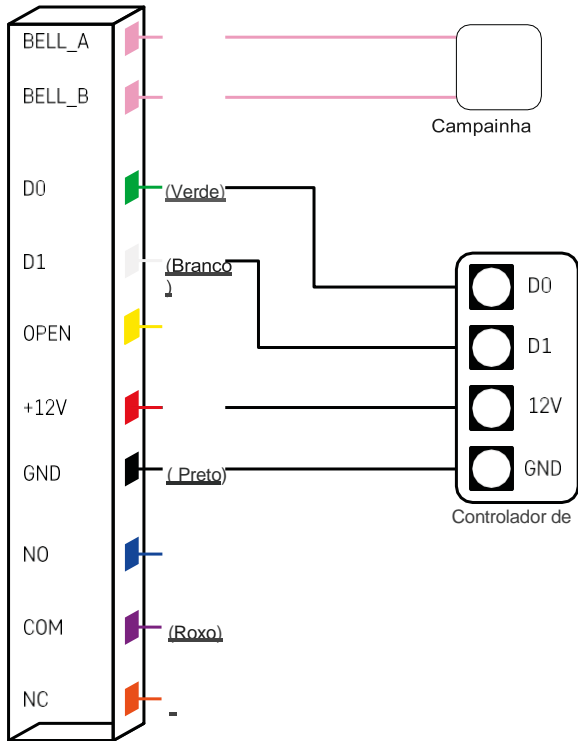 BELL_A
BELL_B
Campainha
D0
(Verde)
D1
(Branco
)
OPEN
+12V
GND
( Preto)
NO
COM
(Roxo)
NC
D0
D1
12V
GND
Controlador de